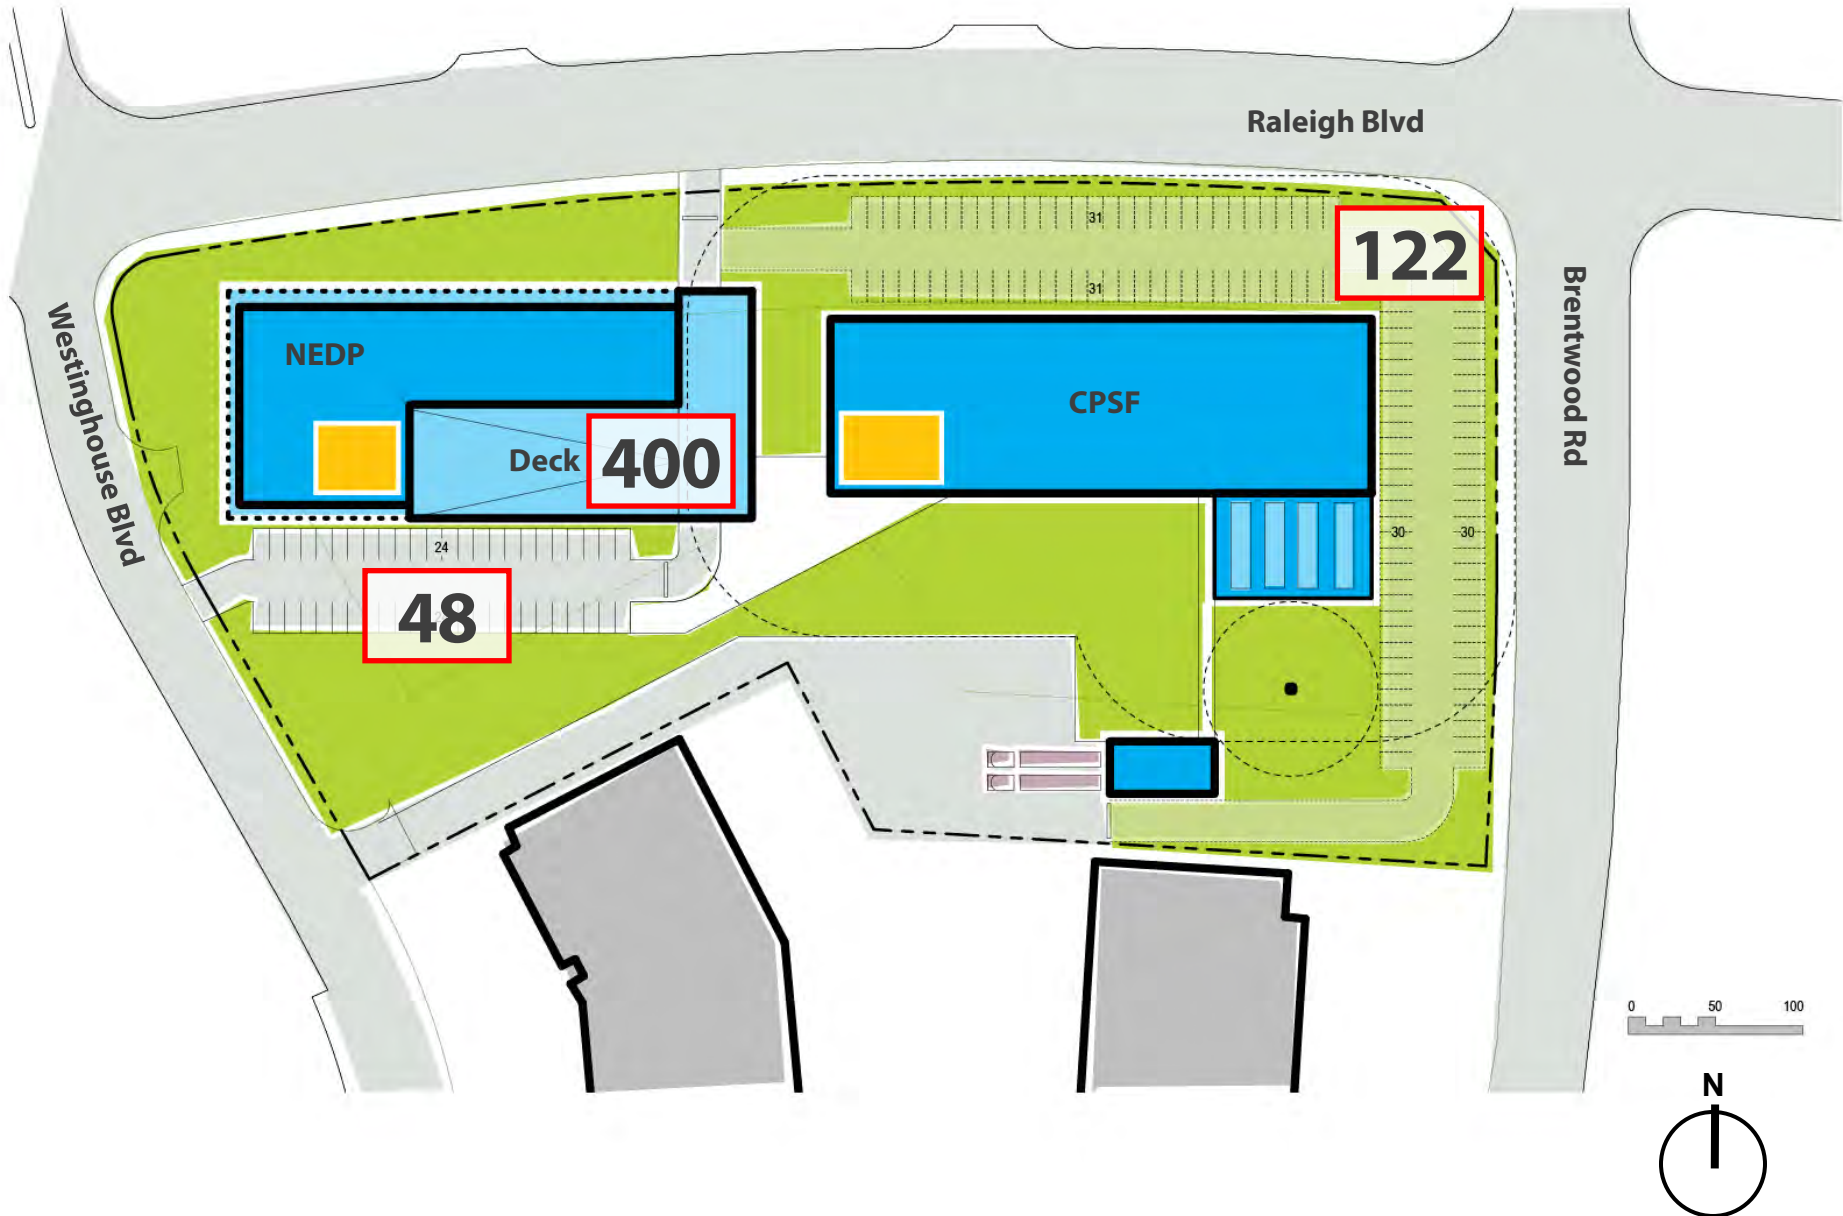 Raleigh Blvd
31
122
Brentwood Rd
31
Westinghouse Blvd
NEDP
CPSF
Deck
400
30
30
24
48
0 50 100
N